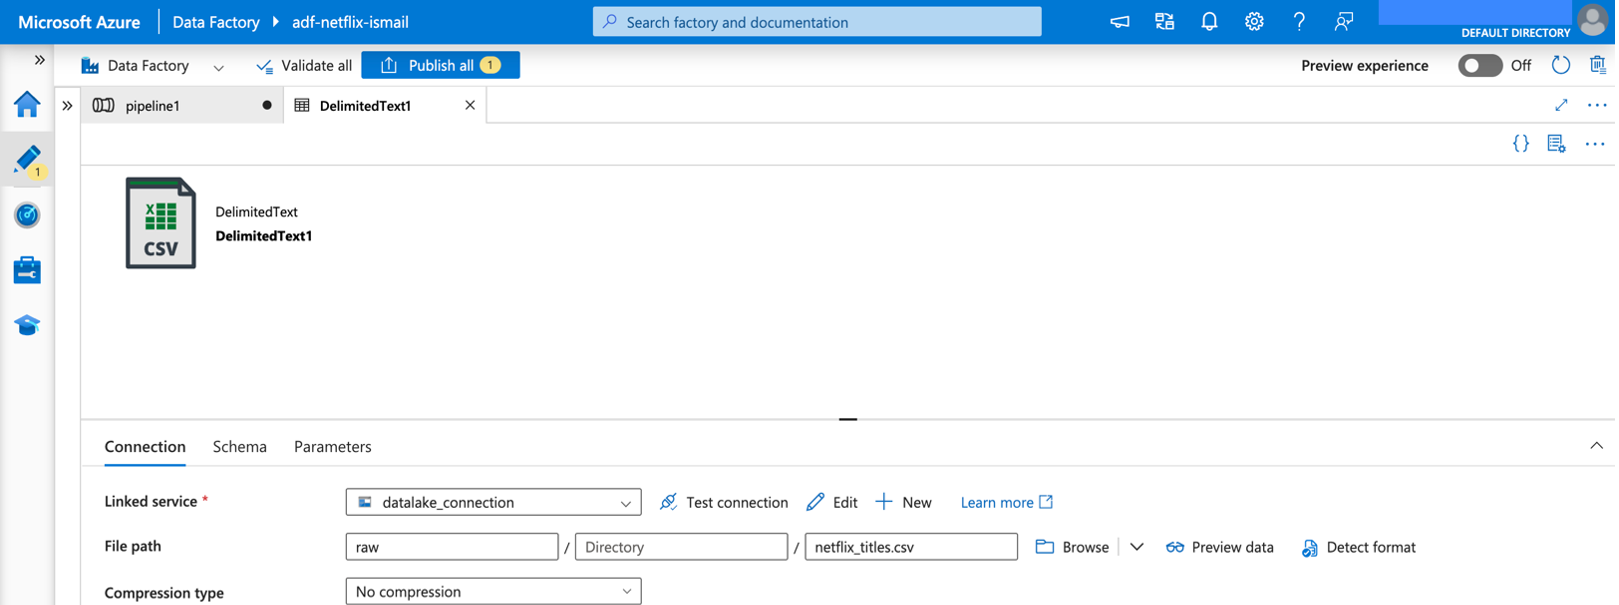 Microsoft Azure Data Factory adf-netflix-ismail Search factory and documentation DEFAULT DIRECTORY
Data Factory Validate all Publish all 1 Preview experience Off
pipeline1 DelimitedText1
1
X
CSV
DelimitedText
DelimitedText1
Connection Schema Parameters
Linked service * datalake_connection Test connection Edit New Learn more
File path raw / Directory / netflix_titles.csv Browse Preview data Detect format
Compression type No compression